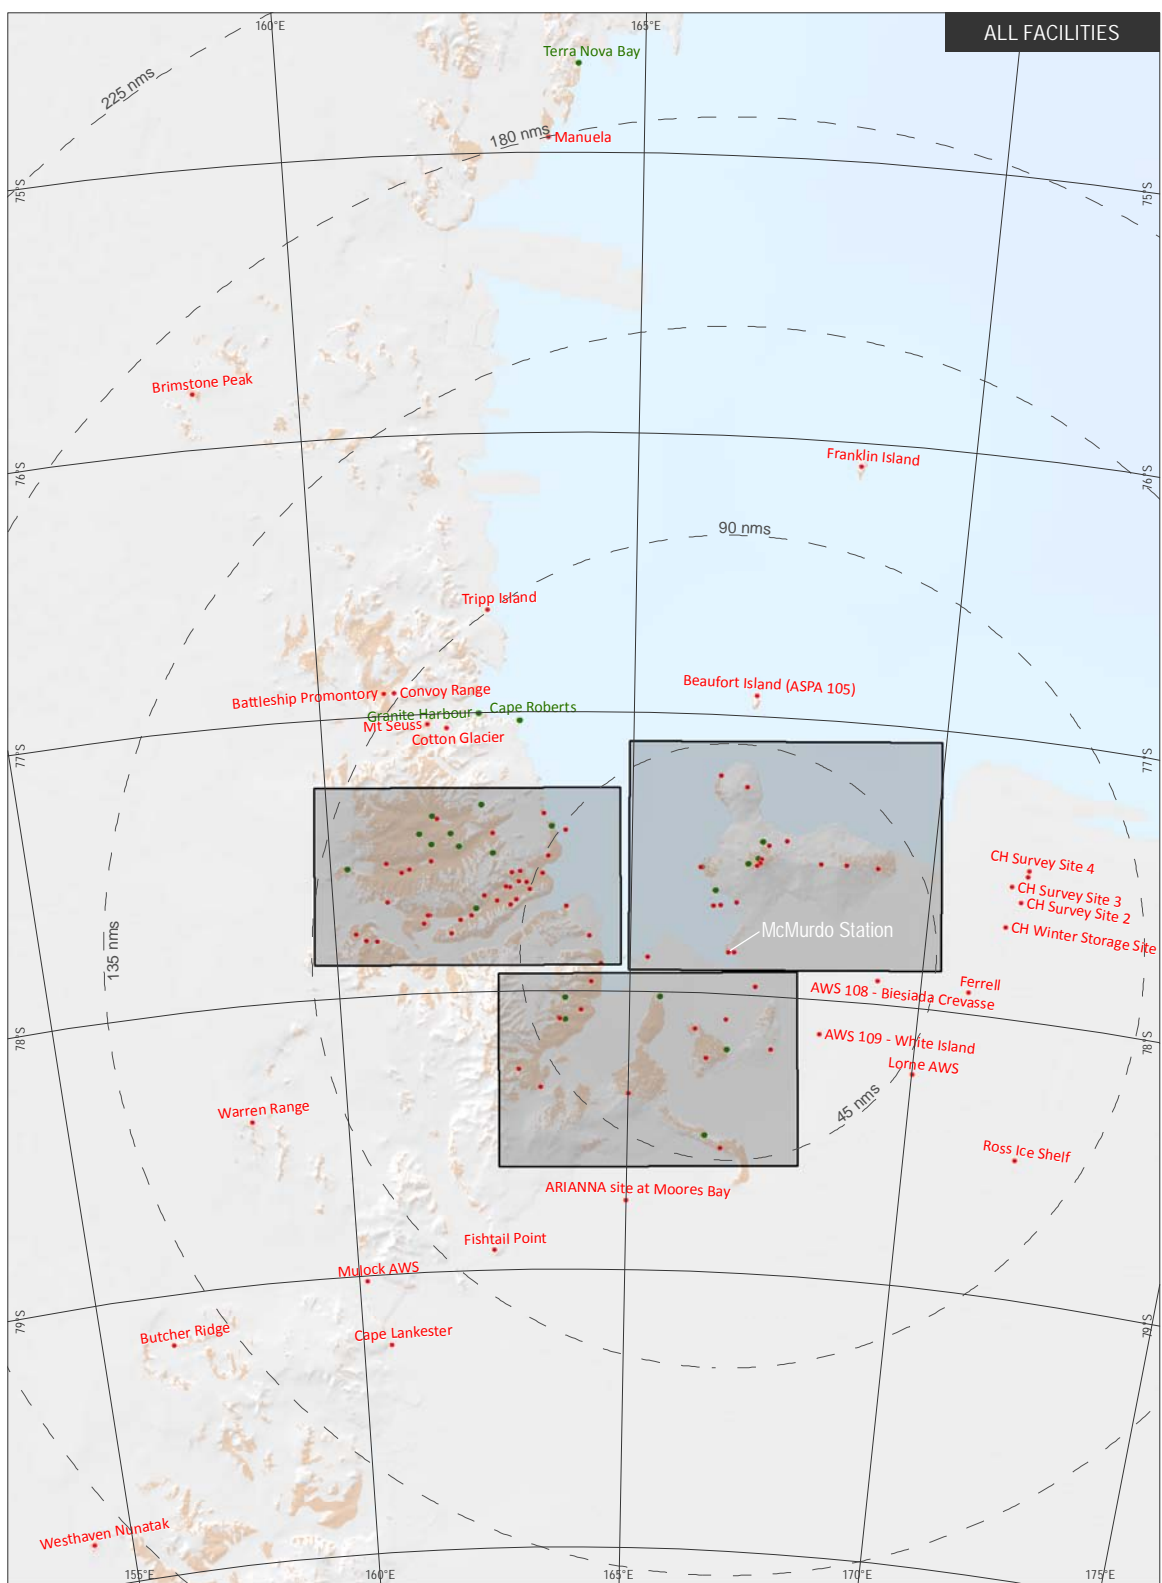 160°E
165°E
ALL FACILITIES
Terra Nova Bay
225 nms
180 nms
Manuela
75°S
75°S
Brimstone Peak
Franklin Island
76°S
76°S
90 nms
Tripp Island
Beaufort Island (ASPA 105)
Battleship Promontory
Convoy Range
Granite Harbour
Cape Roberts
Mt Seuss
Cotton Glacier
77°S
77°S
CH Survey Site 4
CH Survey Site 3
CH Survey Site 2
McMurdo Station
CH Winter Storage Site
135 nms
Ferrell
AWS 108 - Biesiada Crevasse
78°S
78°S
AWS 109 - White Island
Lorne AWS
45 nms
Warren Range
Ross Ice Shelf
ARIANNA site at Moores Bay
Fishtail Point
Mulock AWS
79°S
79°S
Butcher Ridge
Cape Lankester
Westhaven Nunatak
155°E
160°E
165°E
170°E
175°E